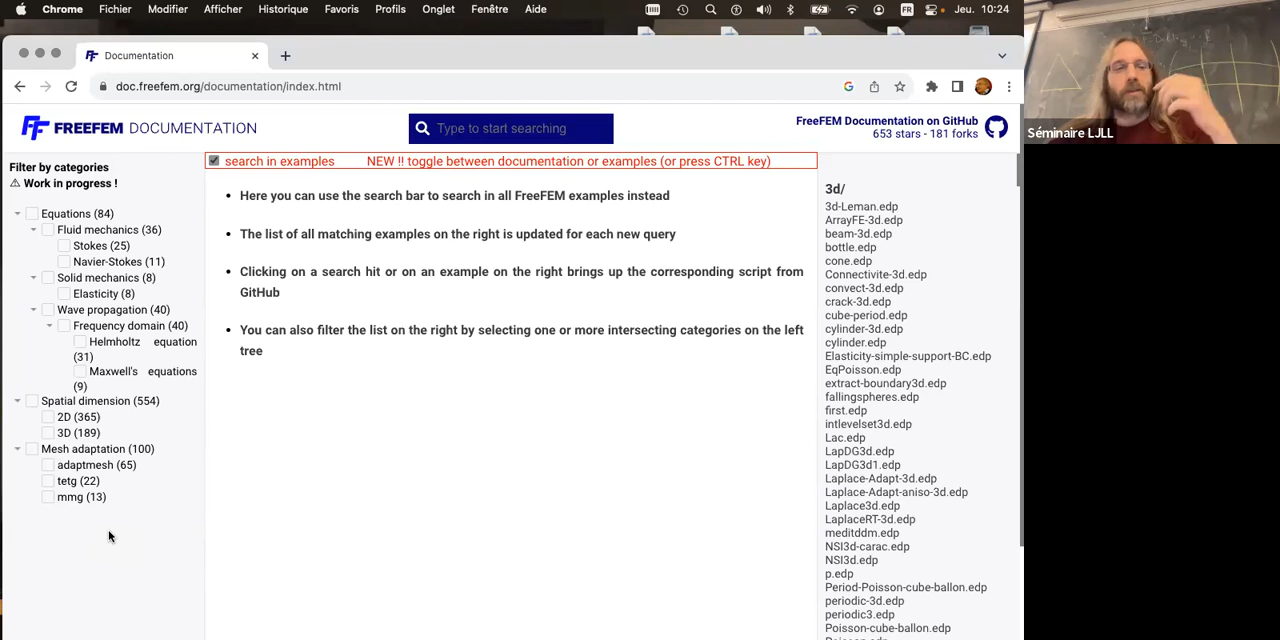 Chrome Fichier Modifier Afficher Historique Favoris Profils Onglet Fenêtre Aide FR Jeu. 10:24
Documentation
doc.freefem.org/documentation/index.html
FREEFEM DOCUMENTATION
Type to start searching
FreeFEM Documentation on GitHub
653 stars - 181 forks
Séminaire LJLL
Filter by categories
⚠ Work in progress !
Equations (84)
Fluid mechanics (36)
Stokes (25)
Navier-Stokes (11)
Solid mechanics (8)
Elasticity (8)
Wave propagation (40)
Frequency domain (40)
Helmholtz equation
(31)
Maxwell's equations
(9)
Spatial dimension (554)
2D (365)
3D (189)
Mesh adaptation (100)
adaptmesh (65)
tetg (22)
mmg (13)
search in examples NEW !! toggle between documentation or examples (or press CTRL key)
• Here you can use the search bar to search in all FreeFEM examples instead
• The list of all matching examples on the right is updated for each new query
• Clicking on a search hit or on an example on the right brings up the corresponding script from
GitHub
• You can also filter the list on the right by selecting one or more intersecting categories on the left
tree
3d/
3d-Leman.edp
ArrayFE-3d.edp
beam-3d.edp
bottle.edp
cone.edp
Connectivite-3d.edp
convect-3d.edp
crack-3d.edp
cube-period.edp
cylinder-3d.edp
cylinder.edp
Elasticity-simple-support-BC.edp
EqPoisson.edp
extract-boundary3d.edp
fallingspheres.edp
first.edp
intlevelset3d.edp
Lac.edp
LapDG3d.edp
LapDG3d1.edp
Laplace-Adapt-3d.edp
Laplace-Adapt-aniso-3d.edp
Laplace3d.edp
LaplaceRT-3d.edp
meditddm.edp
NSI3d-carac.edp
NSI3d.edp
p.edp
Period-Poisson-cube-ballon.edp
periodic-3d.edp
periodic3.edp
Poisson-cube-ballon.edp